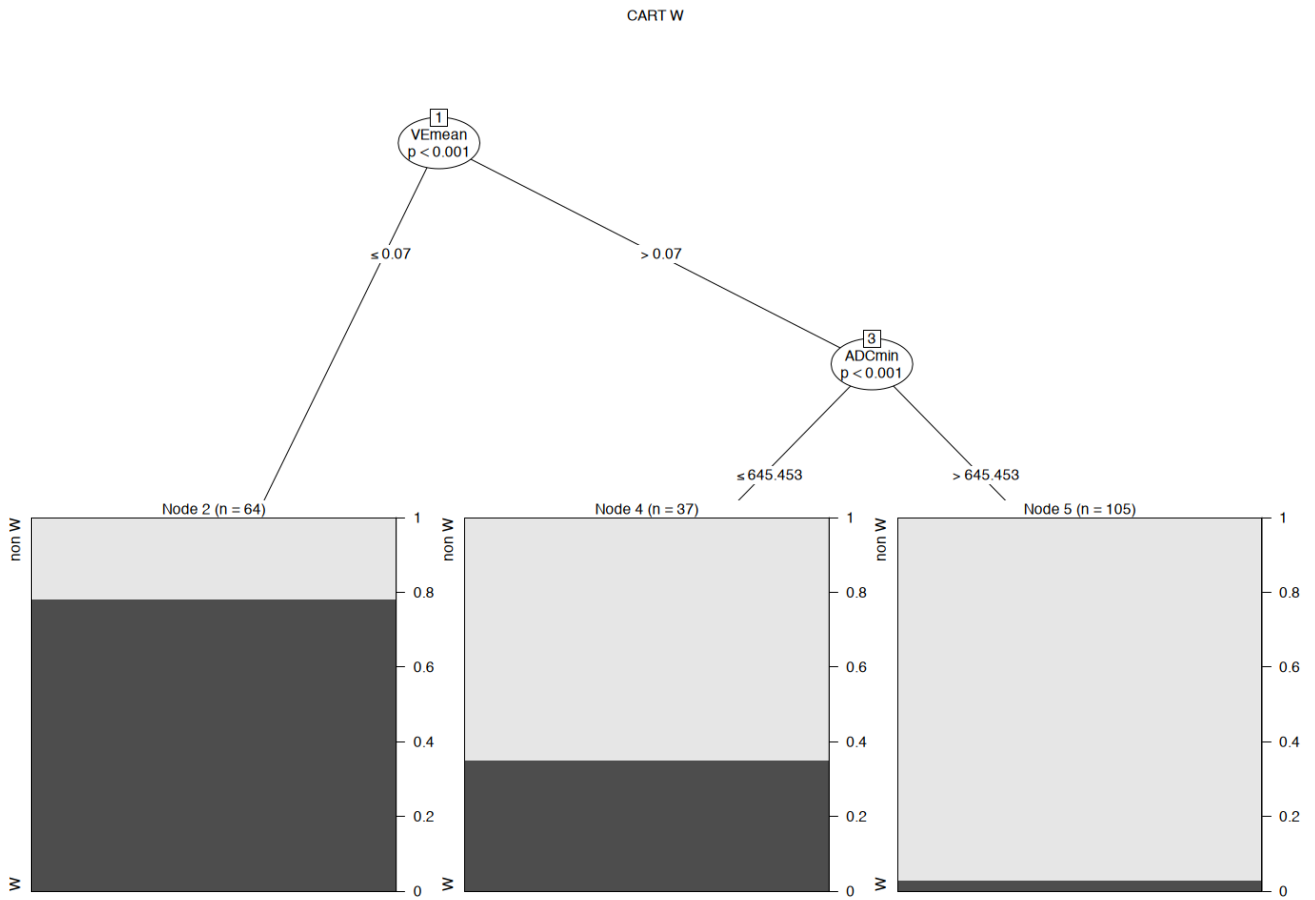 CART W
1
VEmean
p < 0.001
≤ 0.07
> 0.07
3
ADCmin
p < 0.001
≤ 645.453
> 645.453
Node 2 (n = 64)
non W
W
1
0.8
0.6
0.4
0.2
0
Node 4 (n = 37)
non W
W
1
0.8
0.6
0.4
0.2
0
Node 5 (n = 105)
non W
W
1
0.8
0.6
0.4
0.2
0